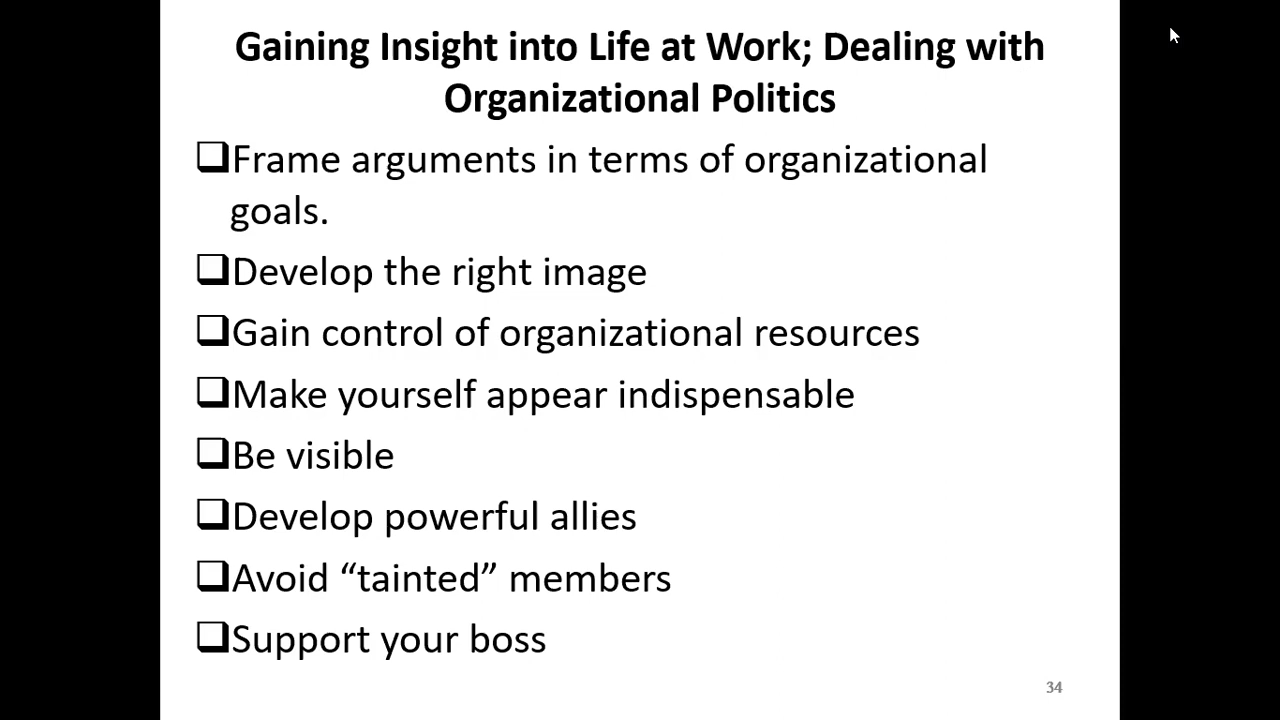 Gaining Insight into Life at Work; Dealing with
Organizational Politics
❑Frame arguments in terms of organizational
goals.
❑Develop the right image
❑Gain control of organizational resources
❑Make yourself appear indispensable
❑Be visible
❑Develop powerful allies
❑Avoid “tainted” members
❑Support your boss
34